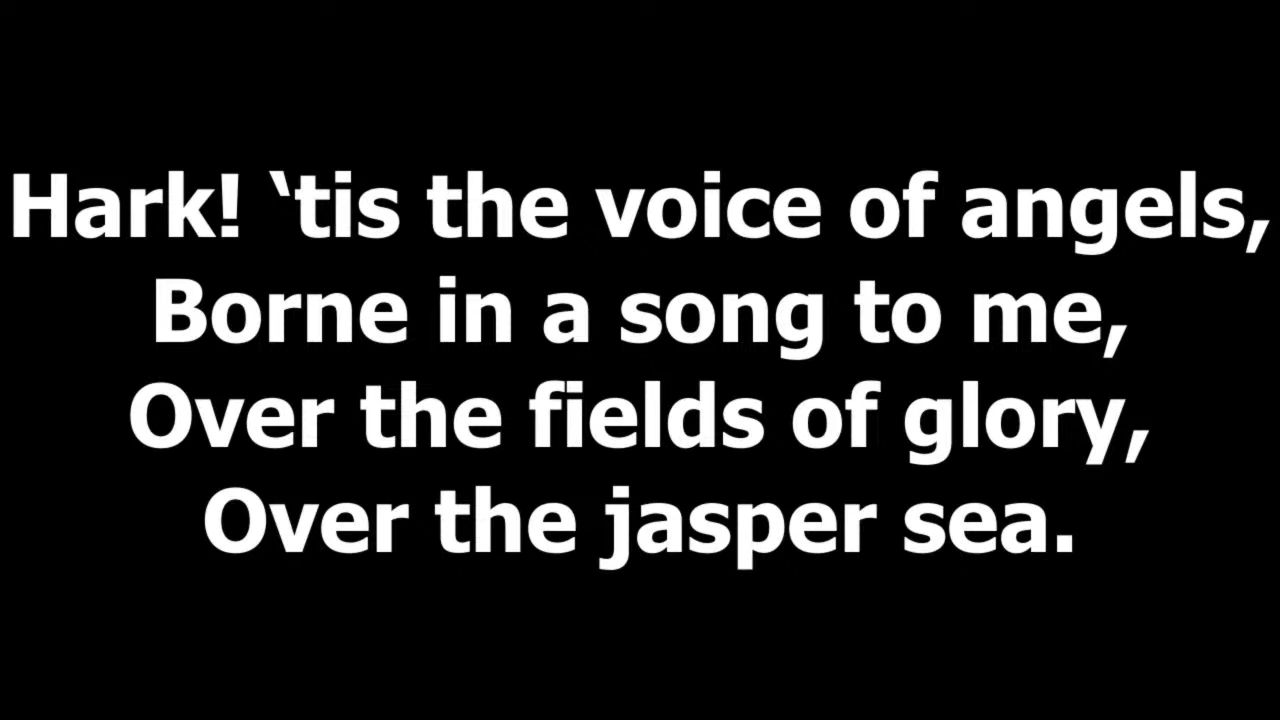 Hark! ‘tis the voice of angels,
Borne in a song to me,
Over the fields of glory,
Over the jasper sea.